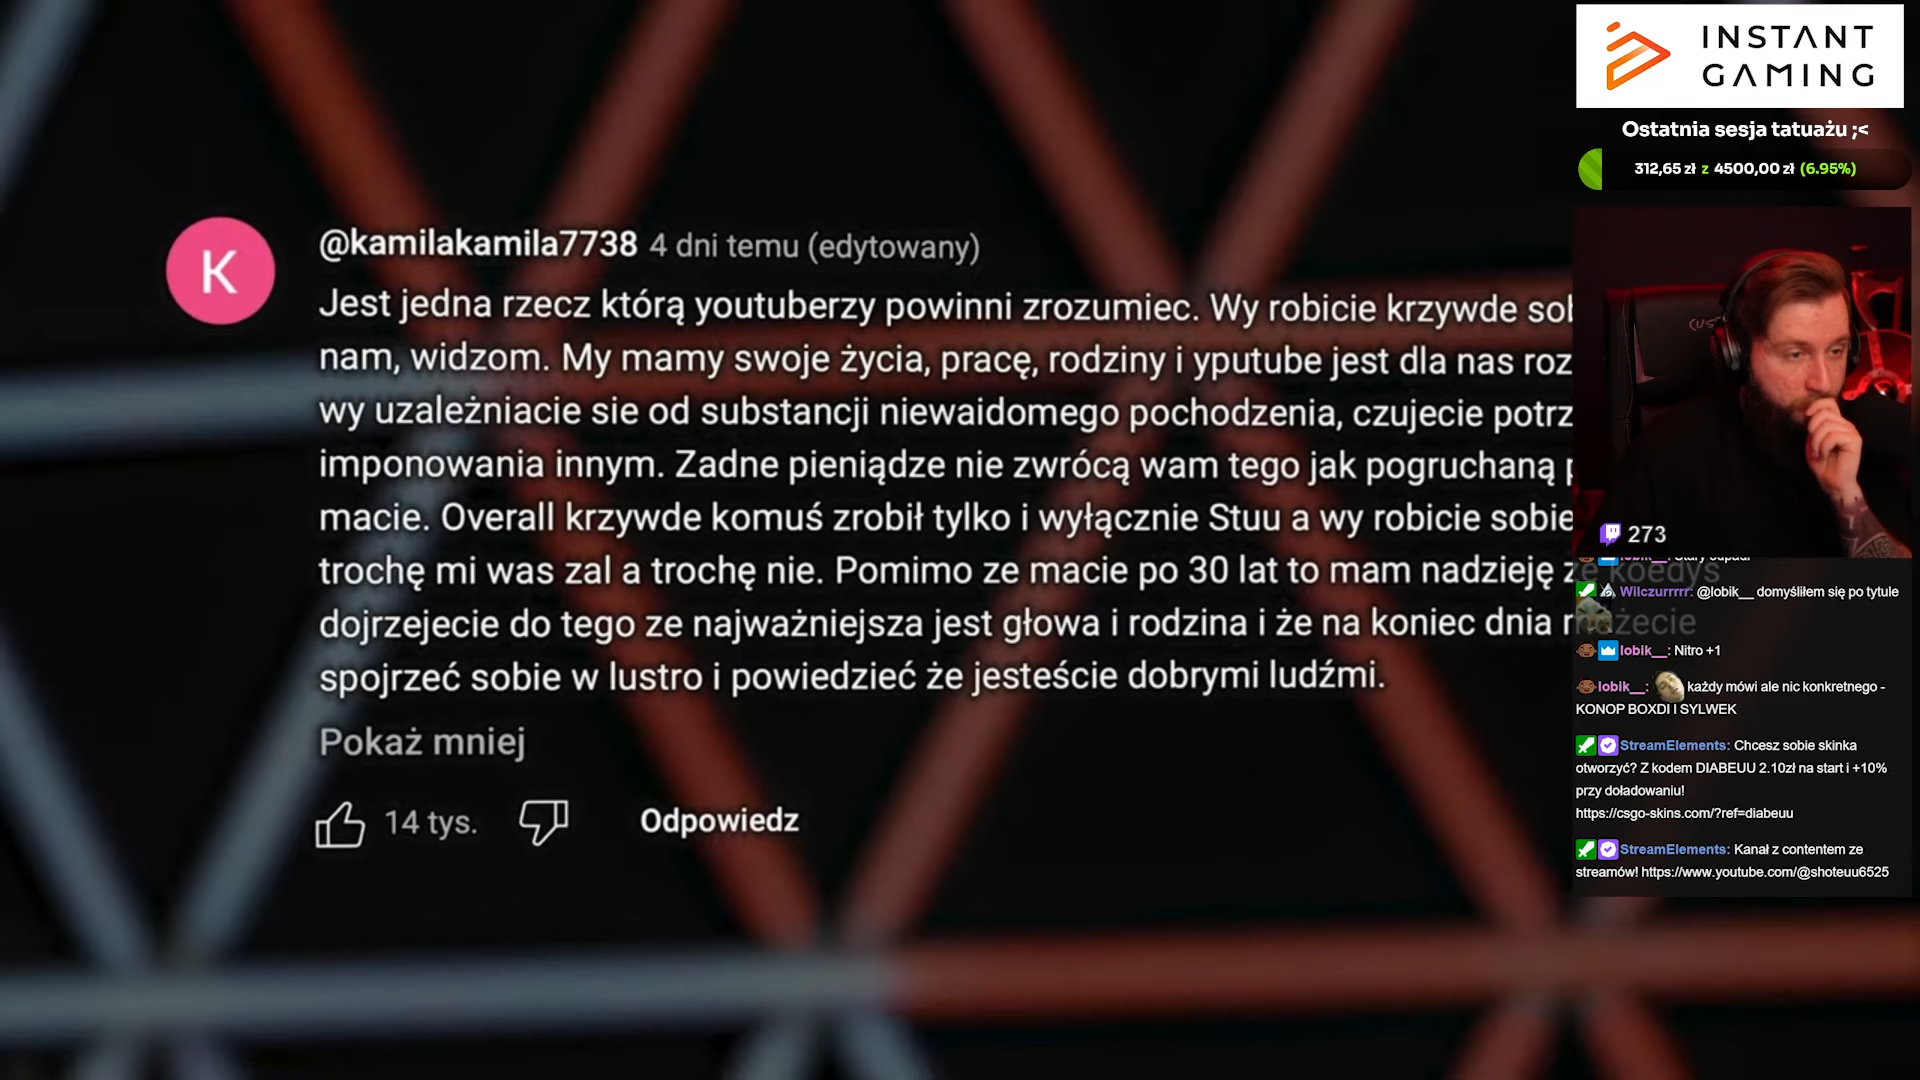 @kamilakamila7738 4 dni temu (edytowany)
K
Jest jedna rzecz którą youtuberzy powinni zrozumiec. Wy robicie krzywde
nam, widzom. My mamy swoje życia, pracę, rodziny i yputube jest dla nas
wy uzależniacie sie od substancji niewaidomego pochodzenia, czujecie
imponowania innym. Zadne pieniądze nie zwrócą wam tego jak pogruchaną
macie. Overall krzywde komuś zrobił tylko i wyłącznie Stuu a wy robicie sobie
trochę mi was zal a trochę nie. Pomimo ze macie po 30 lat to mam nadzieję ze koedys
dojrzejecie do tego ze najważniejsza jest głowa i rodzina i że na koniec dnia możecie
spojrzeć sobie w lustro i powiedzieć że jesteście dobrymi ludźmi.
Pokaż mniej
14 tys. Odpowiedz
INSTANT
GAMING
Ostatnia sesja tatuażu ;<
312,65 zł z 4500,00 zł (6.95%)
273
Wilczurrrrr: @lobik__ domyśliłem się po tytule
lobik__: Nitro +1
lobik__: każdy mówi ale nic konkretnego -
KONOP BOXDI I SYLWEK
StreamElements: Chcesz sobie skinka
otworzyć? Z kodem DIABEUU 2.10zł na start i +10%
przy doładowaniu!
https://csgo-skins.com/?ref=diabeuu
StreamElements: Kanał z contentem ze
streamów! https://www.youtube.com/@shoteuu6525